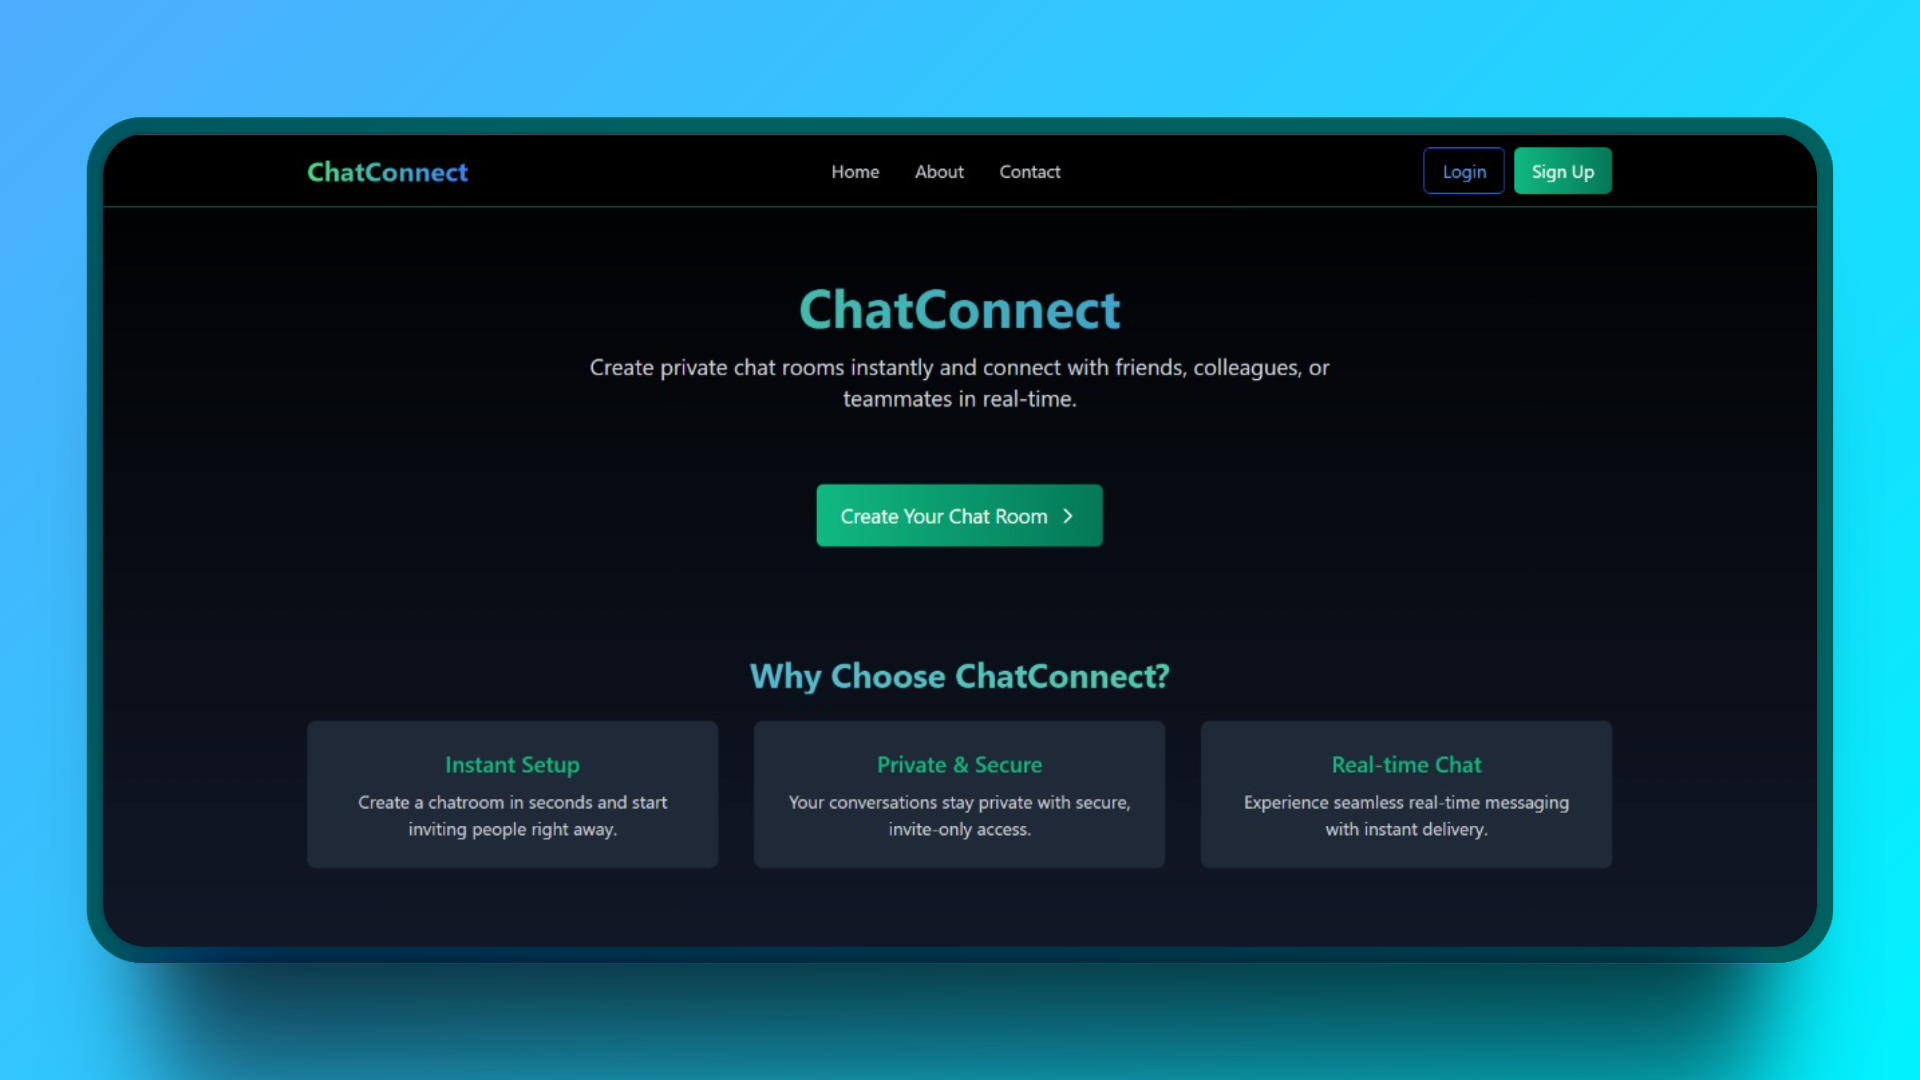 ChatConnect
Home
About
Contact
Login
Sign Up
ChatConnect
Create private chat rooms instantly and connect with friends, colleagues, or
teammates in real-time.
Create Your Chat Room
Why Choose ChatConnect?
Instant Setup
Create a chatroom in seconds and start
inviting people right away.
Private & Secure
Your conversations stay private with secure,
invite-only access.
Real-time Chat
Experience seamless real-time messaging
with instant delivery.